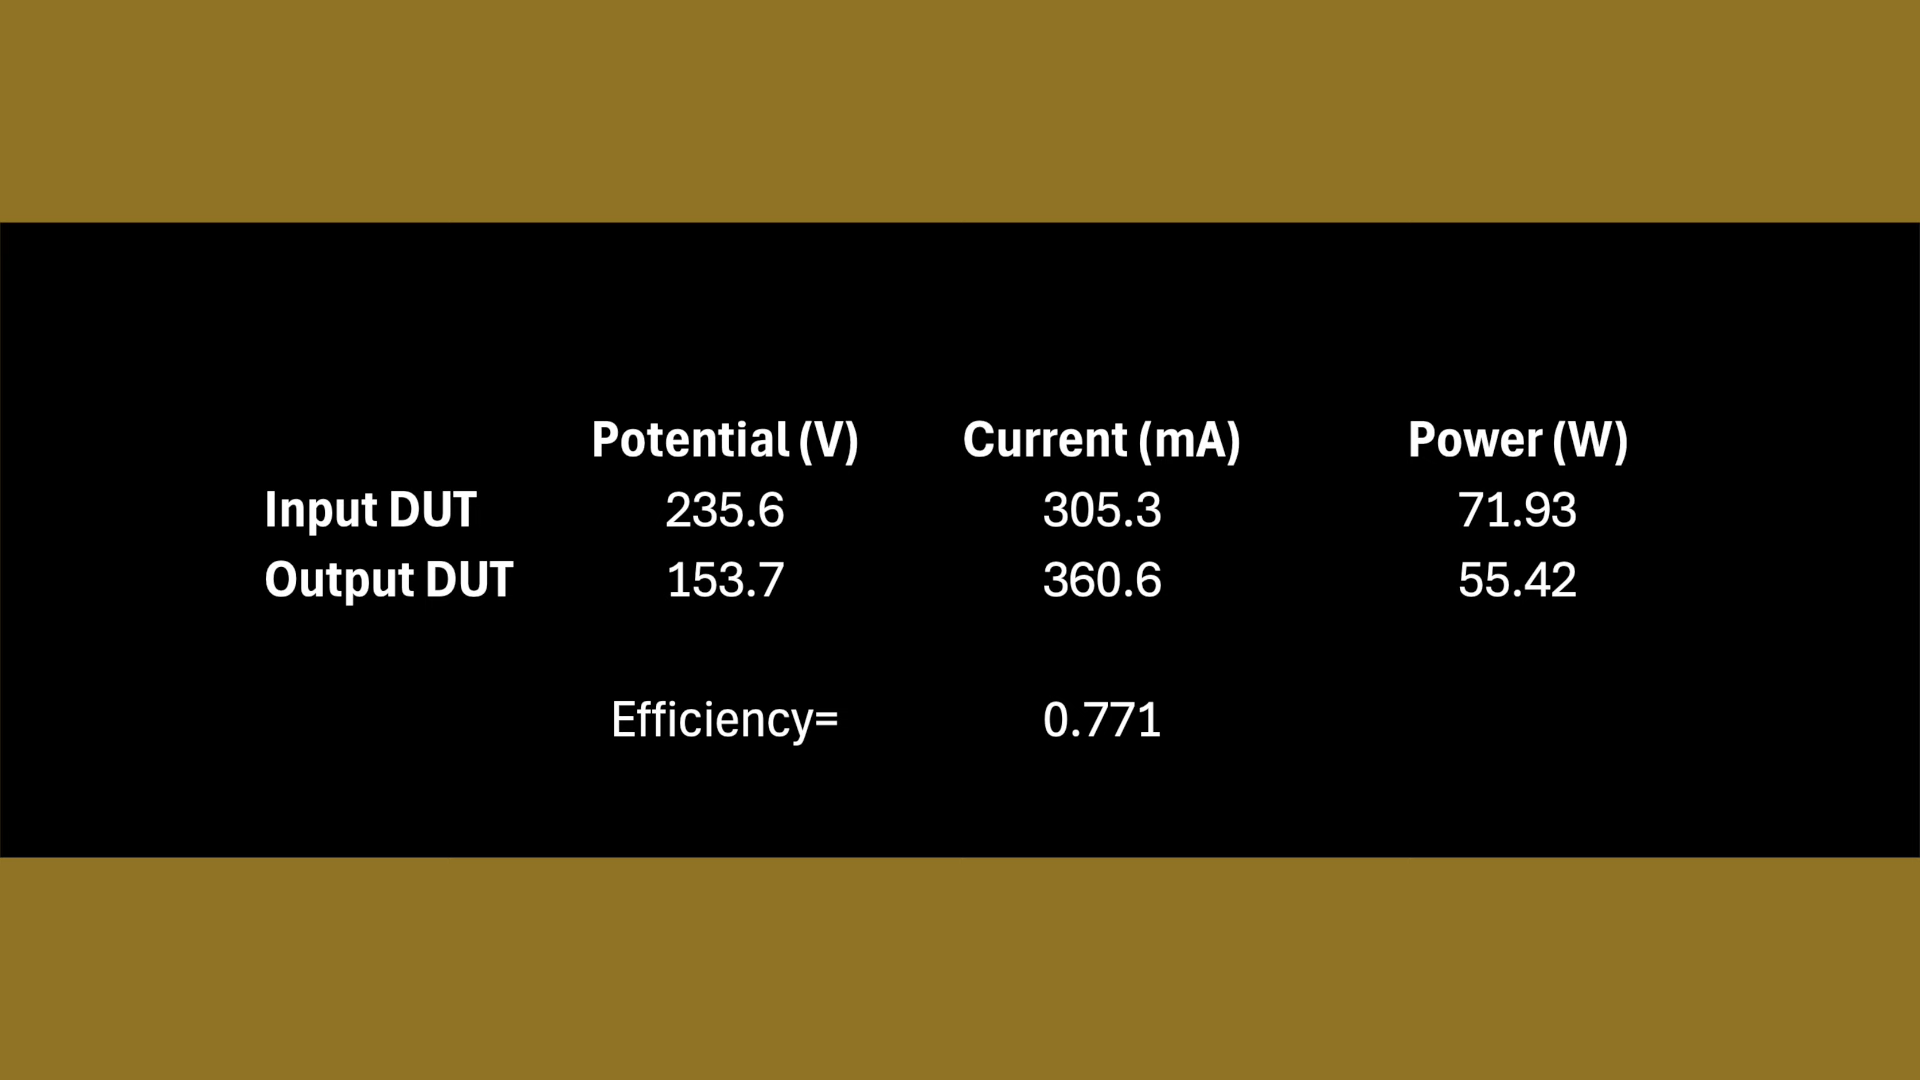 Potential (V) Current (mA) Power (W)
Input DUT 235.6 305.3 71.93
Output DUT 153.7 360.6 55.42
Efficiency= 0.771